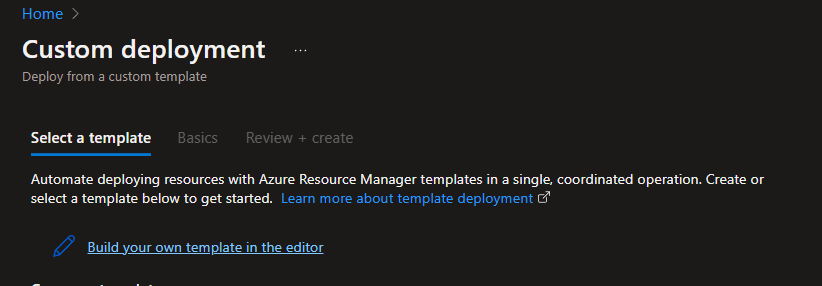 Home >
Custom deployment ...
Deploy from a custom template
Select a template Basics Review + create
Automate deploying resources with Azure Resource Manager templates in a single, coordinated operation. Create or
select a template below to get started. Learn more about template deployment
Build your own template in the editor